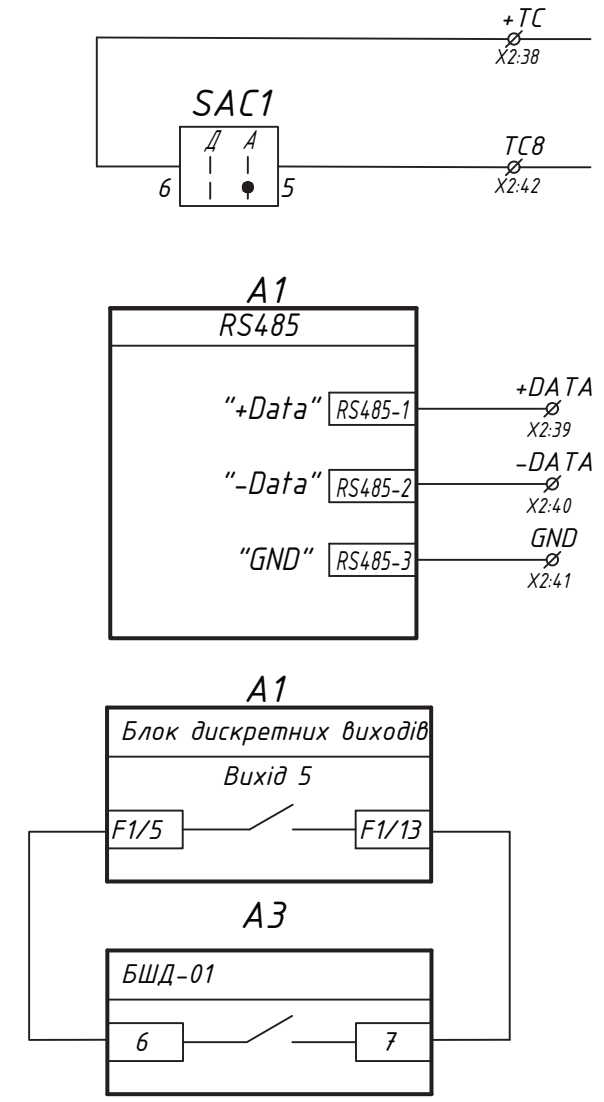 +TC
X2:38
SAC1
Д А
6 5
TC8
X2:42
A1
RS485
"+Data" RS485-1
+DATA
X2:39
"-Data" RS485-2
-DATA
X2:40
"GND" RS485-3
GND
X2:41
A1
Блок дискретних виходів
Вихід 5
F1/5 F1/13
A3
БШД-01
6 7